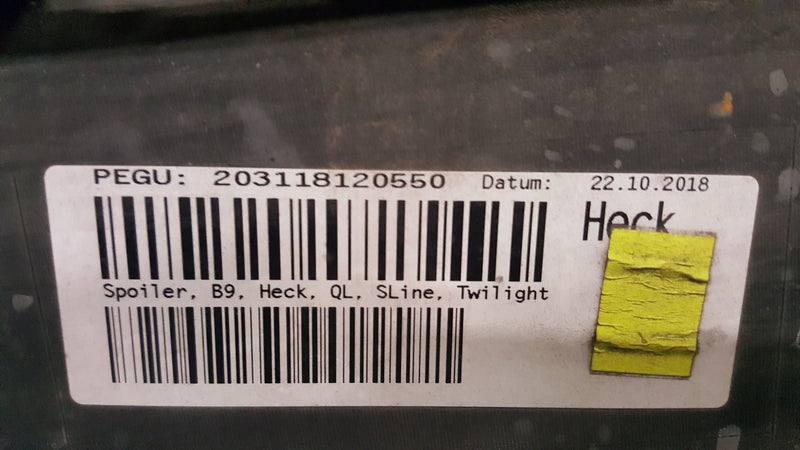 PEGU: 203118120550 Datum: 22.10.2018
Heck
Spoiler, B9, Heck, QL, SLine, Twilight